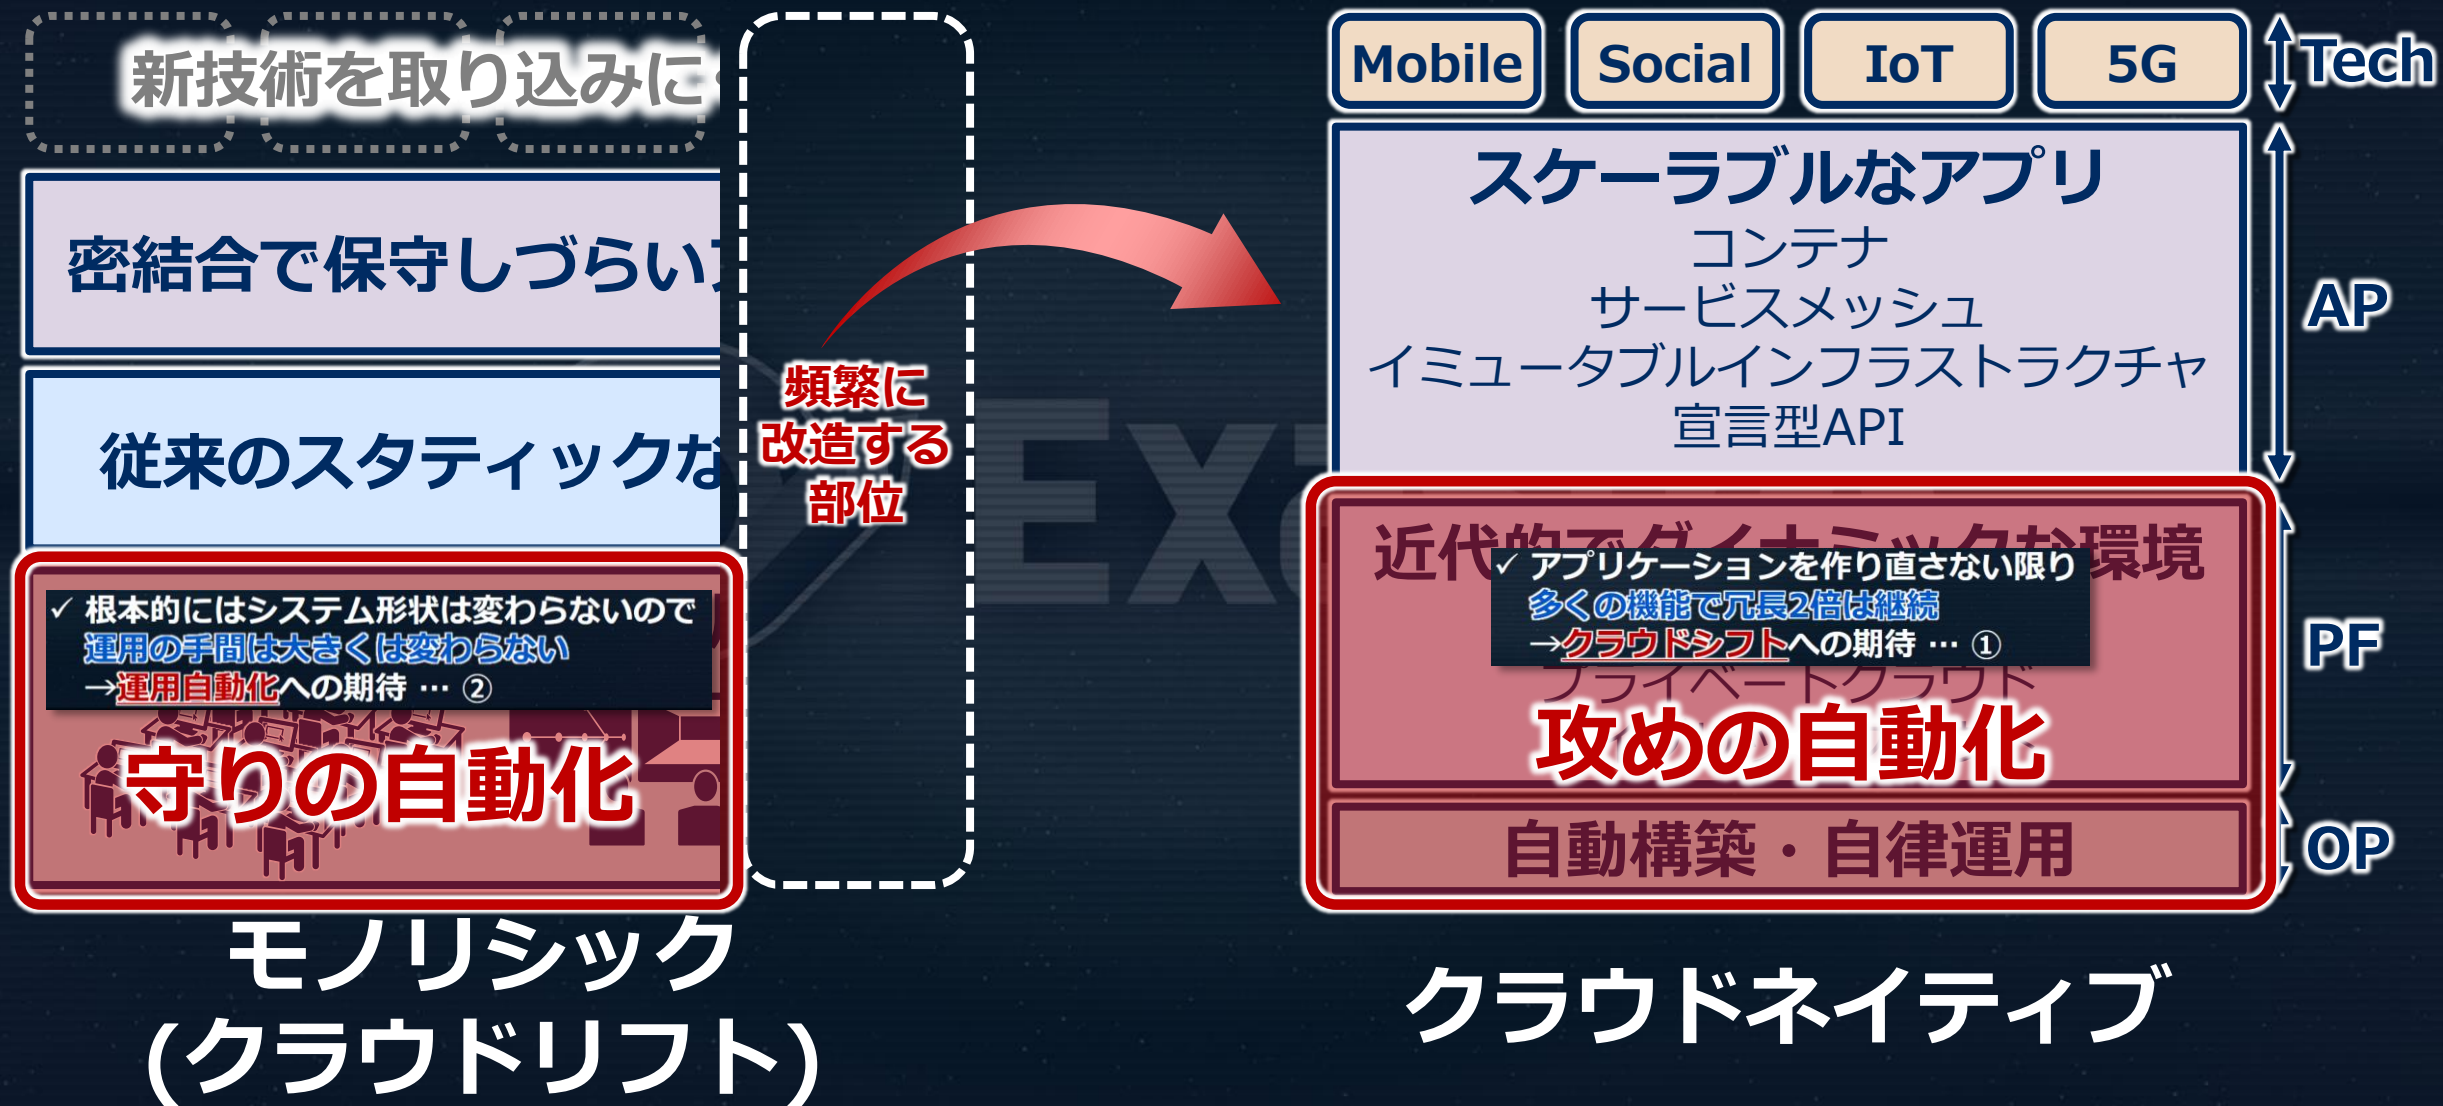 新技術を取り込みに
密結合で保守しづらい
従来のスタティックな
✓ 根本的にはシステム形状は変わらないので
運用の手間は大きくは変わらない
→運用自動化への期待 … ②
守りの自動化
モノリシック
(クラウドリフト)
頻繁に
改造する
部位
Mobile
Social
IoT
5G
Tech
スケーラブルなアプリ
コンテナ
サービスメッシュ
イミュータブルインフラストラクチャ
宣言型API
AP
近代的でダイナミックな環境
✓ アプリケーションを作り直さない限り
多くの機能で冗長2倍は継続
→クラウドシフトへの期待 … ①
プライベートクラウド
攻めの自動化
PF
自動構築・自律運用
OP
クラウドネイティブ